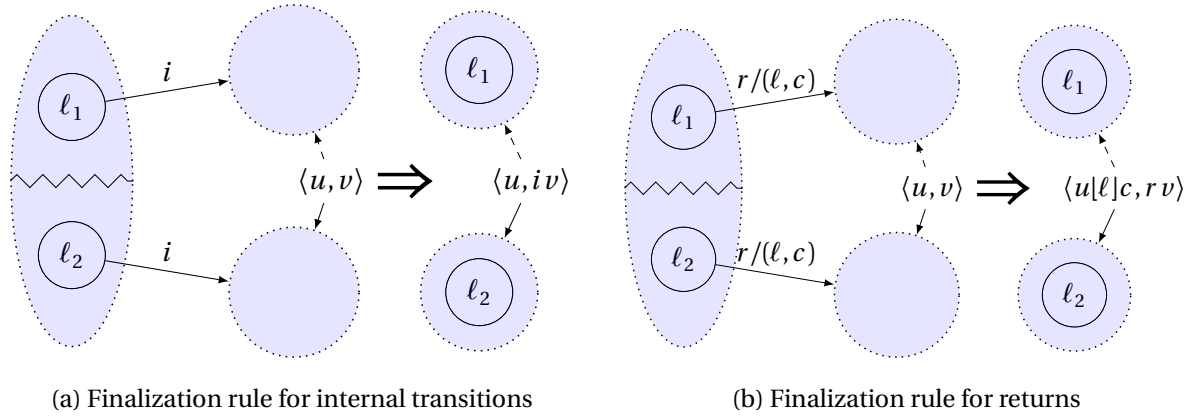 i
ℓ₁
⟨u, v⟩
i
ℓ₂
⇒
ℓ₁
⟨u, i v⟩
ℓ₂
(a) Finalization rule for internal transitions
r/(ℓ, c)
ℓ₁
⟨u, v⟩
r/(ℓ, c)
ℓ₂
⇒
ℓ₁
⟨u⌊ℓ⌋c, r v⟩
ℓ₂
(b) Finalization rule for returns